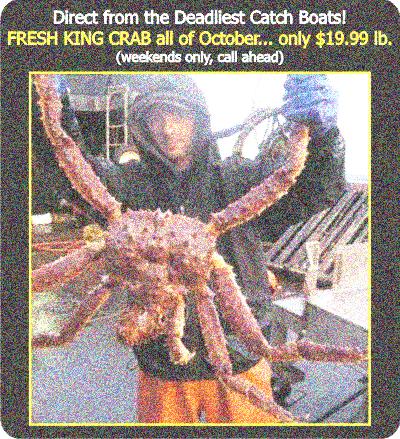 Direct from the Deadliest Catch Boats!
FRESH KING CRAB all of October... only $19.99 lb.
(weekends only, call ahead)